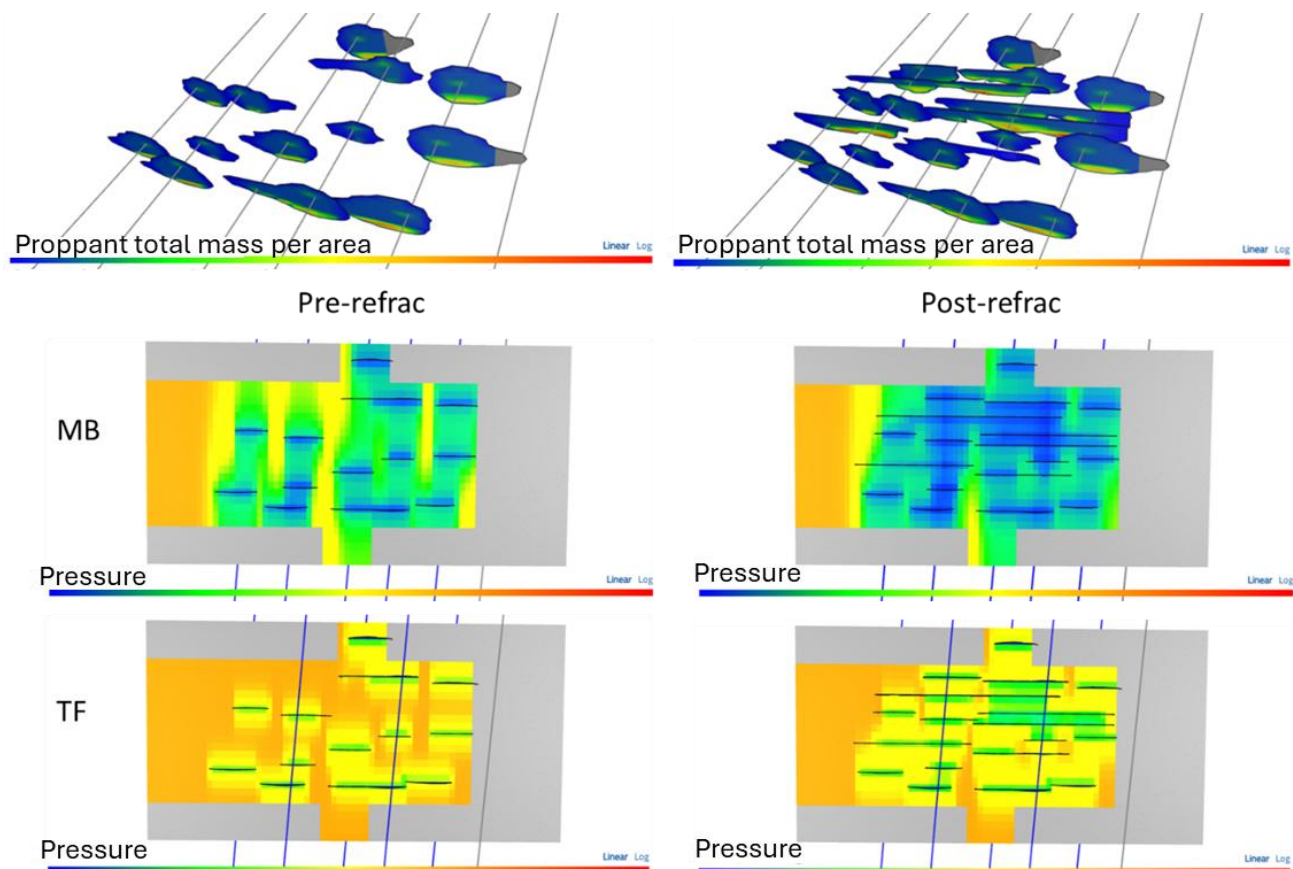 Proppant total mass per area
Linear Log
Proppant total mass per area
Linear Log
Pre-refrac
Post-refrac
MB
Pressure
Linear Log
Pressure
Linear Log
TF
Pressure
Linear Log
Pressure
Linear Log